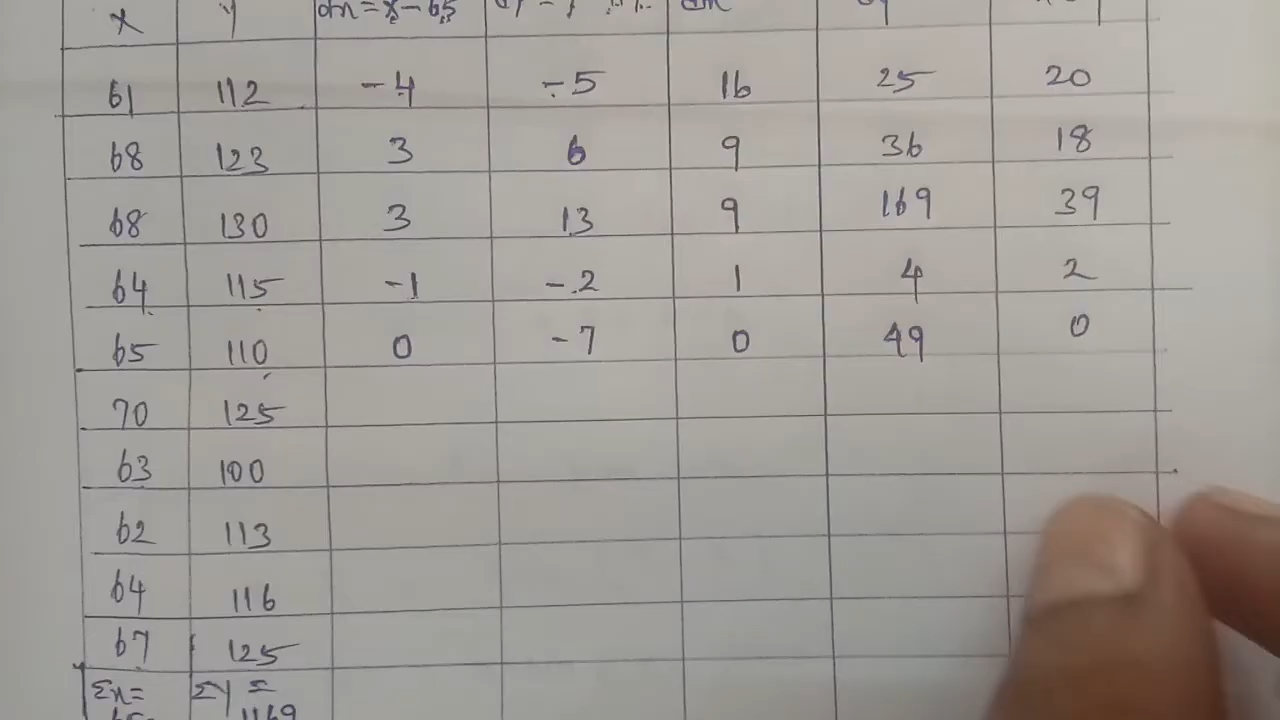 x y dx = x - 65
61 112 -4 -5 16 25 20
68 123 3 6 9 36 18
68 130 3 13 9 169 39
64 115 -1 -2 1 4 2
65 110 0 -7 0 49 0
70 125
63 100
62 113
64 116
67 125
Σx= Σy =
1169